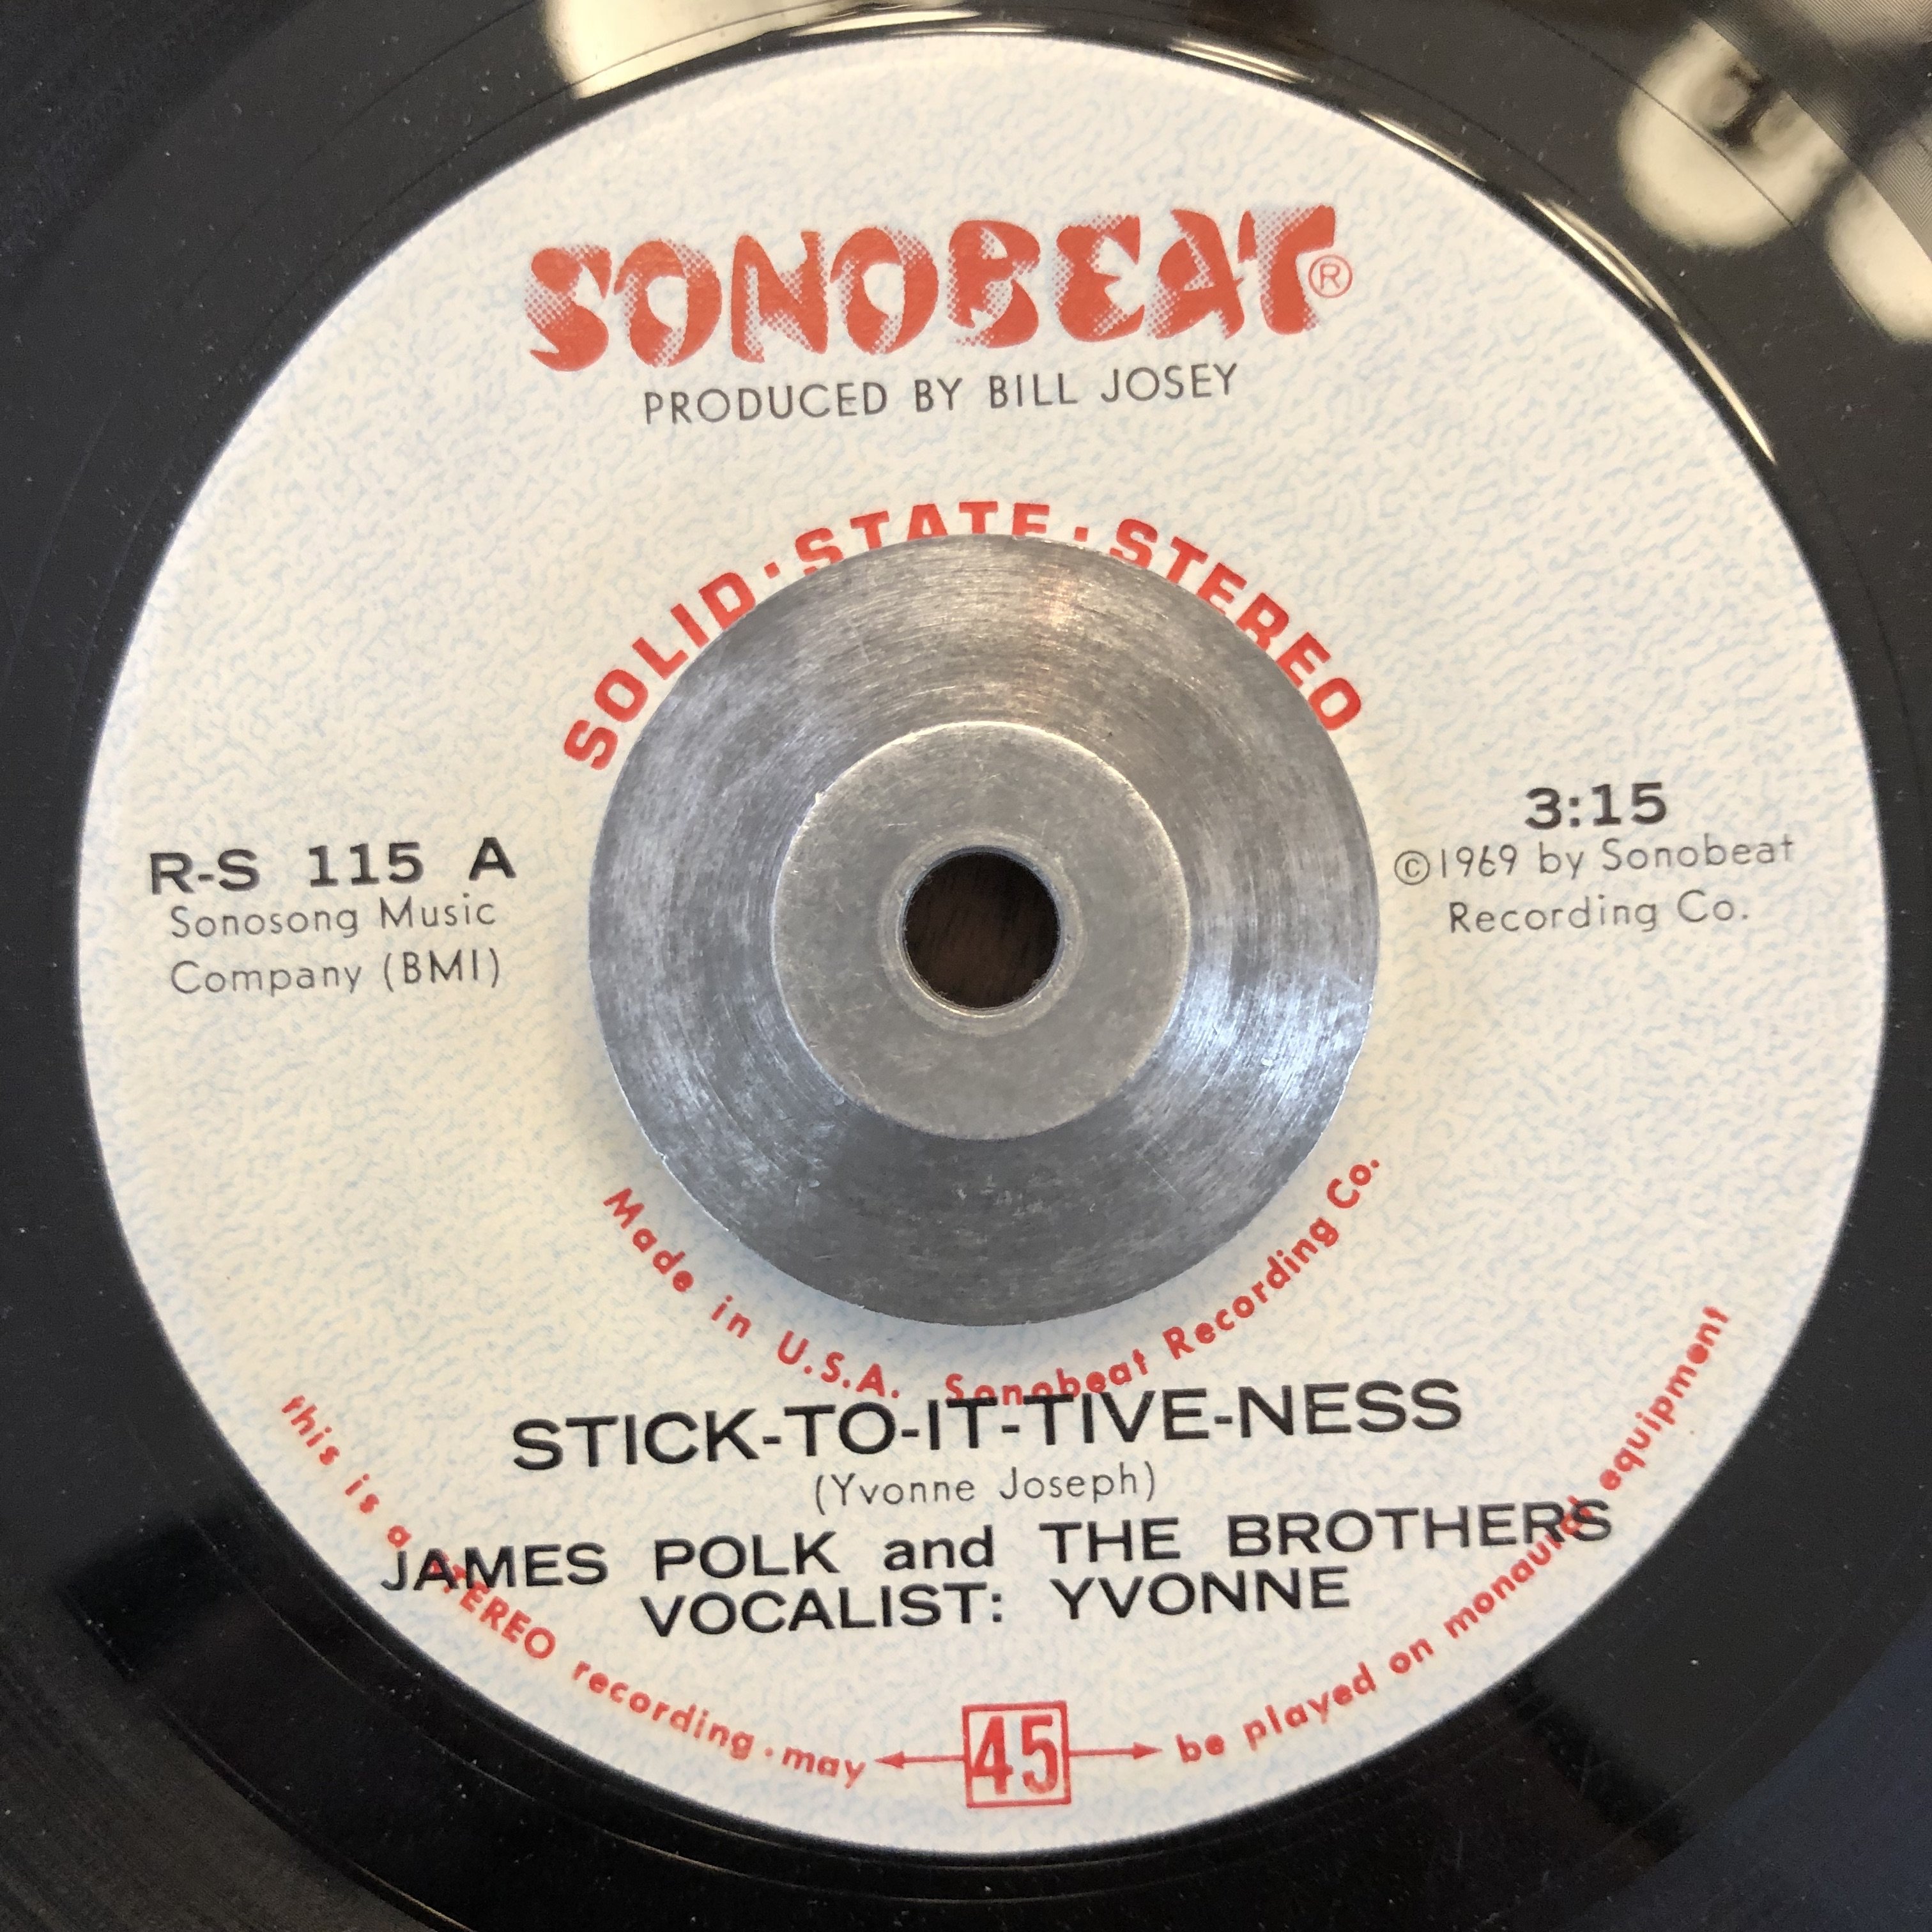 SONOBEAT®
PRODUCED BY BILL JOSEY
SOLID·STATE·STEREO
R-S 115 A
Sonosong Music
Company (BMI)
3:15
©1969 by Sonobeat
Recording Co.
Made in U.S.A. Sonobeat Recording Co.
STICK-TO-IT-TIVE-NESS
(Yvonne Joseph)
JAMES POLK and THE BROTHERS
VOCALIST: YVONNE
this is a STEREO recording · may 45 be played on monaural equipment